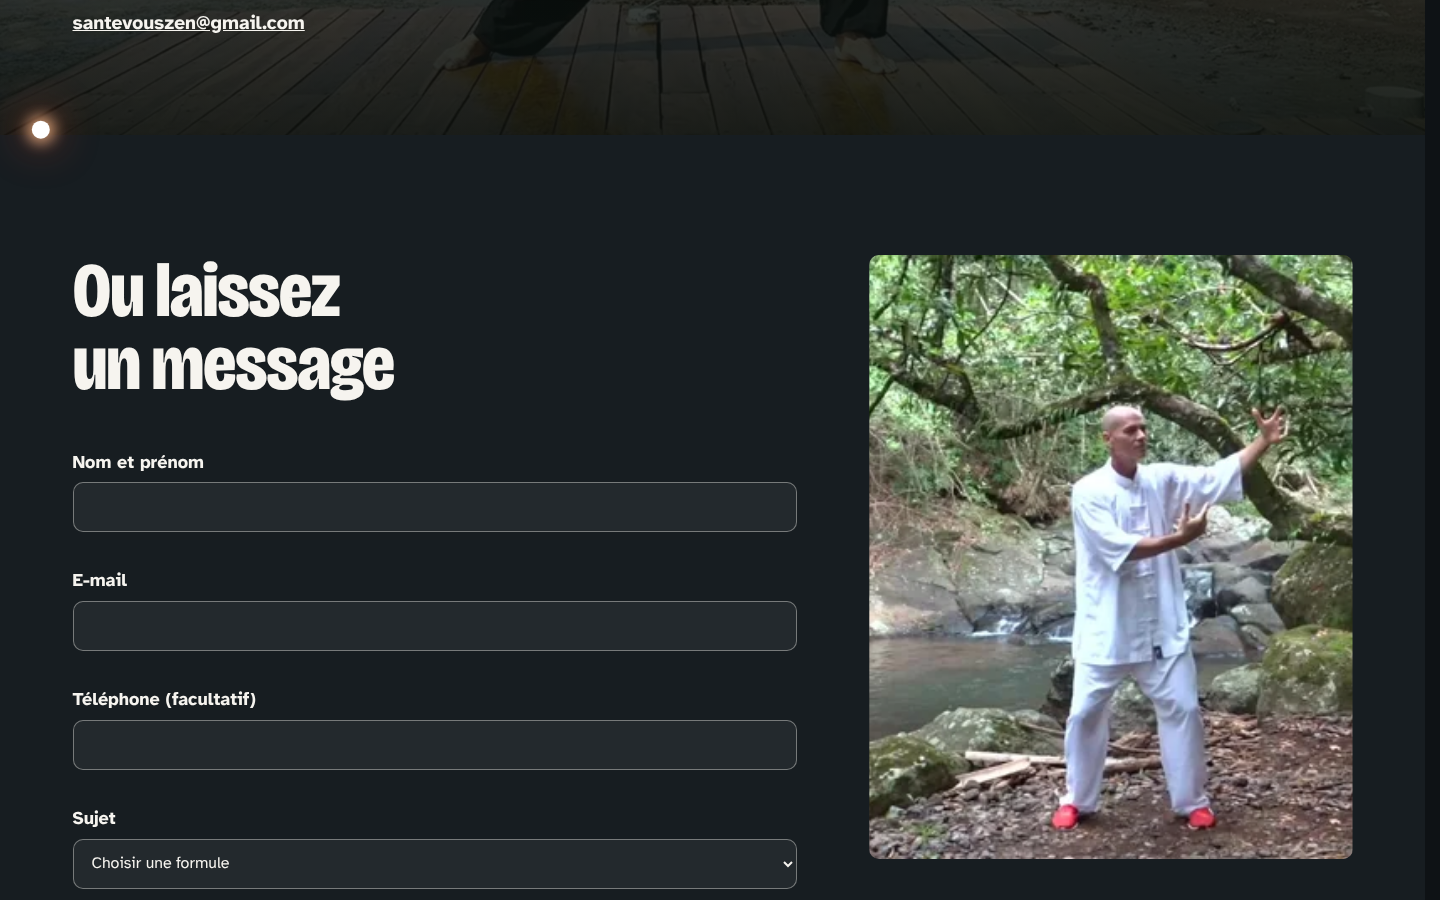 santevouszen@gmail.com
Ou laissez
un message
Nom et prénom
E-mail
Téléphone (facultatif)
Sujet
Choisir une formule